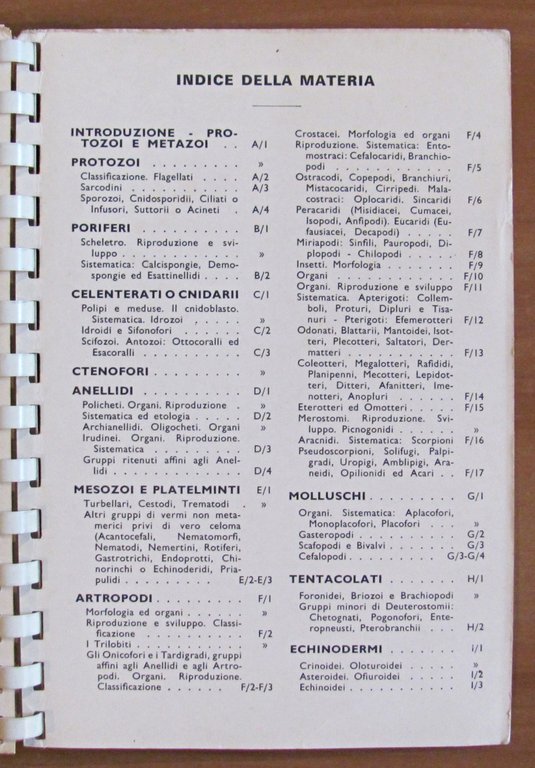 INDICE DELLA MATERIA
INTRODUZIONE - PRO-
TOZOI E METAZOI . . A/1
PROTOZOI . . . . . . . . . »
Classificazione. Flagellati . . . . A/2
Sarcodini . . . . . . . . . A/3
Sporozoi, Cnidosporidii, Ciliati o
Infusori, Suttorii o Acineti . A/4
PORIFERI . . . . . . . . . . B/1
Scheletro. Riproduzione e svi-
luppo . . . . . . . . . . »
Sistematica: Calcispongie, Demo-
spongie ed Esattinellidi . . . . B/2
CELENTERATI O CNIDARII C/1
Polipi e meduse. Il cnidoblasto.
Sistematica. Idrozoi . . . . . »
Idroidi e Sifonofori . . . . . C/2
Scifozoi. Antozoi: Ottocoralli ed
Esacoralli . . . . . . . . C/3
CTENOFORI . . . . . . . . . »
ANELLIDI . . . . . . . . . D/1
Policheti. Organi. Riproduzione . »
Sistematica ed etologia . . . . . D/2
Archianellidi. Oligocheti. Organi »
Irudinei. Organi. Riproduzione.
Sistematica . . . . . . . . D/3
Gruppi ritenuti affini agli Anel-
lidi . . . . . . . . . . . D/4
MESOZOI E PLATELMINTI E/1
Turbellari, Cestodi, Trematodi . »
Altri gruppi di vermi non meta-
merici privi di vero celoma
(Acantocefali, Nematomorfi,
Nematodi, Nemertini, Rotiferi,
Gastrotrichi, Endoprotti, Chi-
norinchi o Echinoderidi, Pria-
pulidi . . . . . . . . . . E/2-E/3
ARTROPODI . . . . . . . . F/1
Morfologia ed organi . . . . . . »
Riproduzione e sviluppo. Classi-
ficazione . . . . . . . . . F/2
I Trilobiti . . . . . . . . . »
Gli Onicofori e i Tardigradi, gruppi
affini agli Anellidi e agli Artro-
podi. Organi. Riproduzione.
Classificazione . . . . . . F/2-F/3
Crostacei. Morfologia ed organi F/4
Riproduzione. Sistematica: Ento-
mostraci: Cefalocaridi, Branchio-
podi . . . . . . . . . . . F/5
Ostracodi, Copepodi, Branchiuri,
Mistacocaridi, Cirripedi. Mala-
costraci: Oplocaridi. Sincaridi F/6
Peracaridi (Misidiacei, Cumacei,
Isopodi, Anfipodi). Eucaridi (Eu-
fausiacei, Decapodi) . . . . . F/7
Miriapodi: Sinfili, Pauropodi, Di-
plopodi - Chilopodi . . . . . F/8
Insetti. Morfologia . . . . . . F/9
Organi . . . . . . . . . . . F/10
Organi. Riproduzione e sviluppo F/11
Sistematica. Apterigoti: Collem-
boli, Proturi, Dipluri e Tisa-
nuri - Pterigoti: Efemerotteri F/12
Odonati, Blattarii, Mantoidei, Isot-
teri, Plecotteri, Saltatori, Der-
matteri . . . . . . . . . . F/13
Coleotteri, Megalotteri, Rafididi,
Planipenni, Mecotteri, Lepidot-
teri, Ditteri, Afanitteri, Ime-
notteri, Anopluri . . . . . . F/14
Eterotteri ed Omotteri . . . . . F/15
Merostomi. Riproduzione. Svi-
luppo. Picnogonidi . . . . . »
Aracnidi. Sistematica: Scorpioni F/16
Pseudoscorpioni, Solifugi, Palpi-
gradi, Uropigi, Amblipigi, Ara-
neidi, Opilionidi ed Acari . . F/17
MOLLUSCHI . . . . . . . . G/1
Organi. Sistematica: Aplacofori,
Monoplacofori, Placofori . . . »
Gasteropodi . . . . . . . . G/2
Scafopodi e Bivalvi . . . . . G/3
Cefalopodi . . . . . . . . G/3-G/4
TENTACOLATI . . . . . . . H/1
Foronidei, Briozoi e Brachiopodi »
Gruppi minori di Deuterostomii:
Chetognati, Pogonofori, Ente-
ropneusti, Pterobranchii . . . H/2
ECHINODERMI . . . . . . . I/1
Crinoidei. Oloturoidei . . . . »
Asteroidei. Ofiuroidei . . . . I/2
Echinoidei . . . . . . . . . I/3